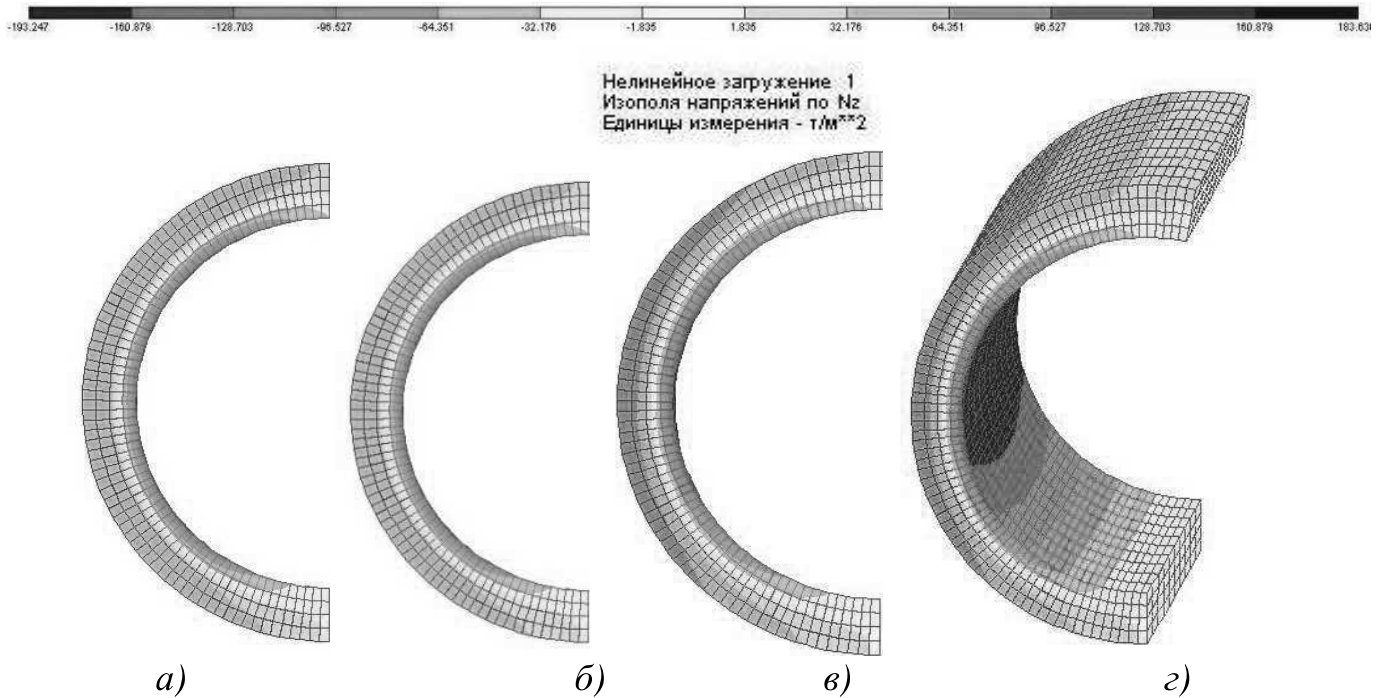 -193.247 -160.879 -128.703 -96.527 -64.351 -32.176 -1.835 1.835 32.176 64.351 96.527 128.703 160.879 183.63
Нелинейное загружение 1
Изополя напряжений по Nz
Единицы измерения - т/м**2
а) б) в) г)